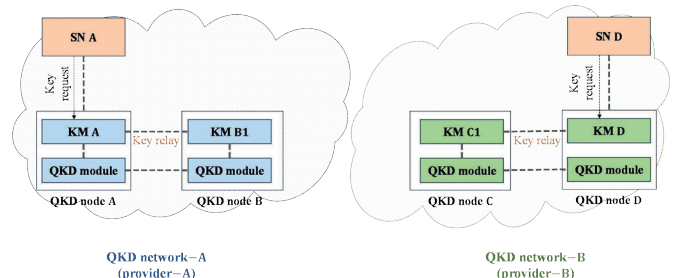 SN A
SN D
Key request
Key request
KM A
KM B1
KM C1
KM D
Key relay
Key relay
QKD module
QKD module
QKD module
QKD module
QKD node A
QKD node B
QKD node C
QKD node D
QKD network-A
(provider-A)
QKD network-B
(provider-B)